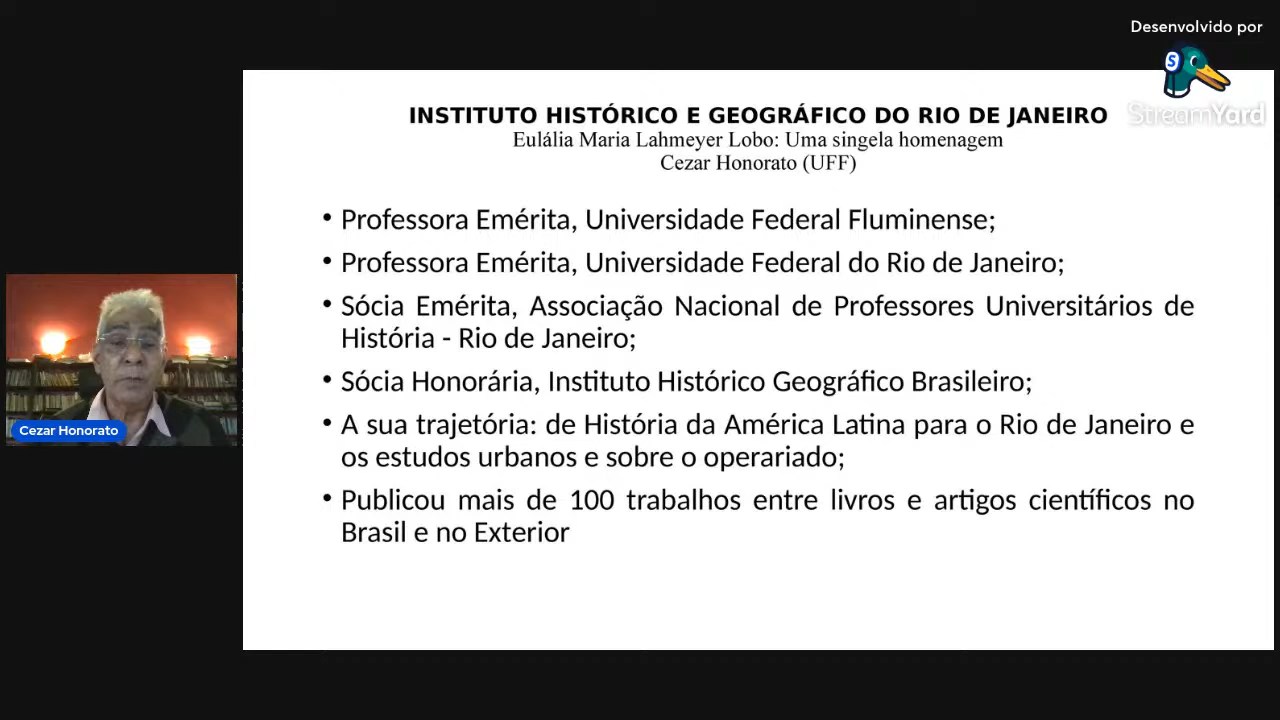 Desenvolvido por
S
StreamYard
INSTITUTO HISTÓRICO E GEOGRÁFICO DO RIO DE JANEIRO
Eulália Maria Lahmeyer Lobo: Uma singela homenagem
Cezar Honorato (UFF)
• Professora Emérita, Universidade Federal Fluminense;
• Professora Emérita, Universidade Federal do Rio de Janeiro;
• Sócia Emérita, Associação Nacional de Professores Universitários de
História - Rio de Janeiro;
• Sócia Honorária, Instituto Histórico Geográfico Brasileiro;
• A sua trajetória: de História da América Latina para o Rio de Janeiro e
os estudos urbanos e sobre o operariado;
• Publicou mais de 100 trabalhos entre livros e artigos científicos no
Brasil e no Exterior
Cezar Honorato